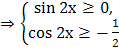 ⇒ { sin 2x ≥ 0,
cos 2x ≥ -1/2